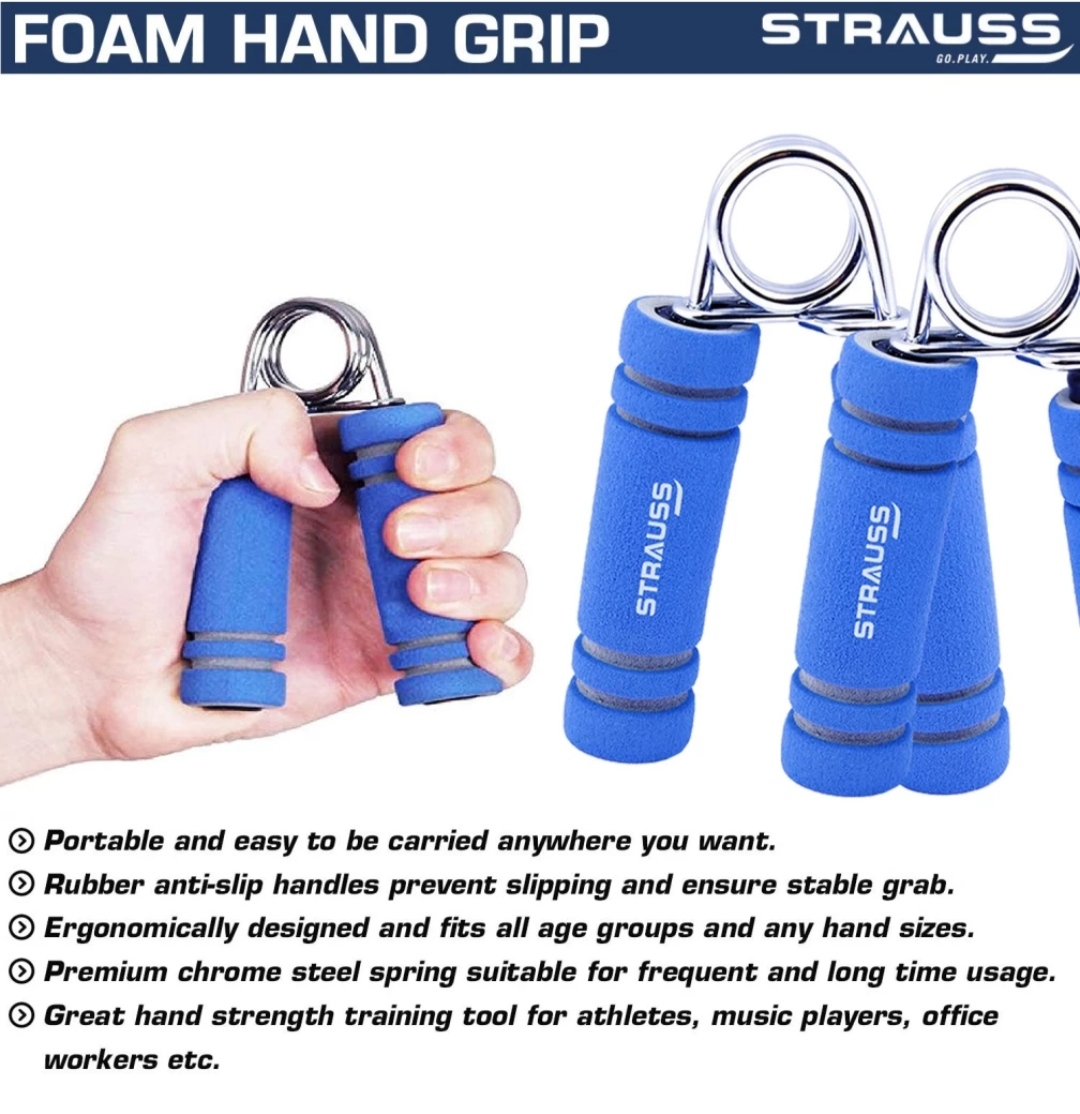 FOAM HAND GRIP
STRAUSS
GO.PLAY.
STRAUSS
STRAUSS
Portable and easy to be carried anywhere you want.
Rubber anti-slip handles prevent slipping and ensure stable grab.
Ergonomically designed and fits all age groups and any hand sizes.
Premium chrome steel spring suitable for frequent and long time usage.
Great hand strength training tool for athletes, music players, office
workers etc.